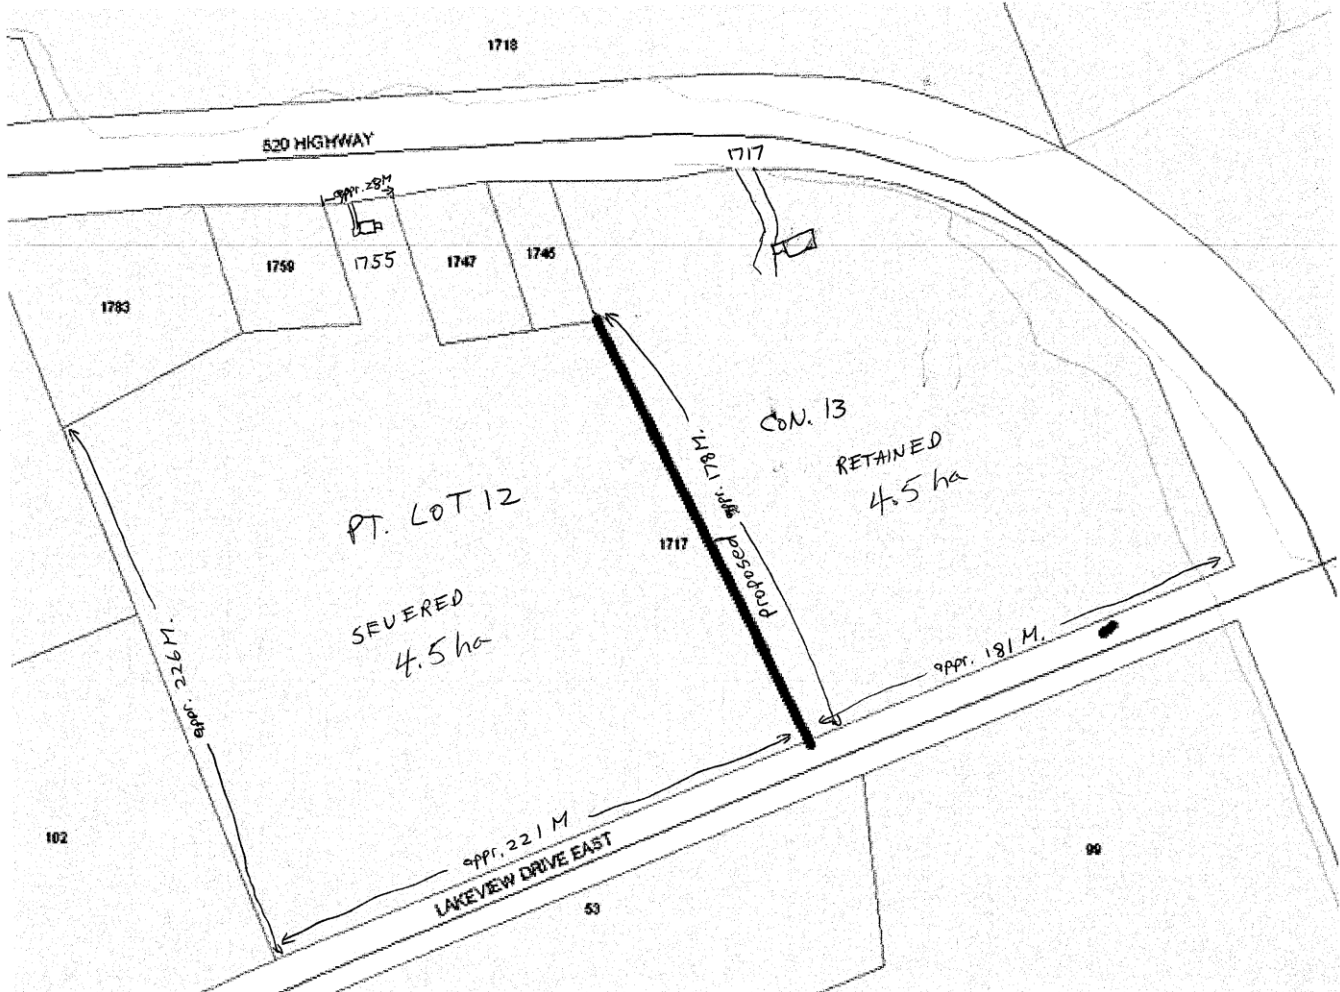 1718
520 HIGHWAY
1717
appr. 28M
1759
1755
1747
1745
1783
CON. 13
RETAINED
4.5 ha
appr. 178M.
PT. LOT 12
1717
proposed
SEVERED
4.5 ha
appr. 226M.
appr. 181 M.
appr. 221 M
LAKEVIEW DRIVE EAST
102
53
99